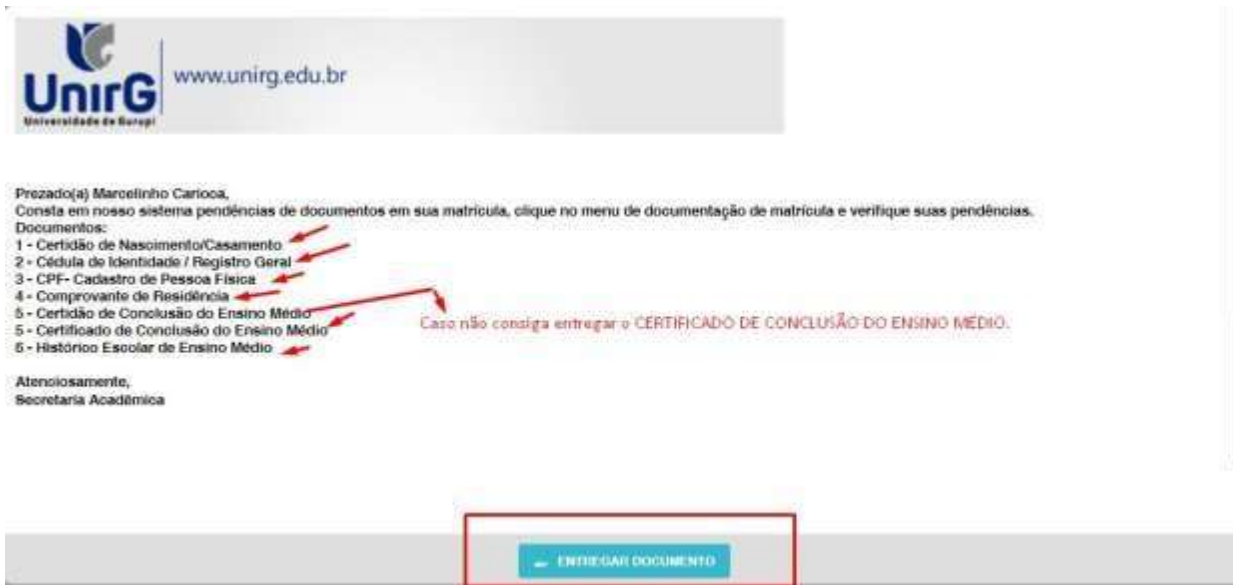 UnirG
Universidade de Gurupi
www.unirg.edu.br
Prezado(a) Marcelinho Carioca,
Consta em nosso sistema pendências de documentos em sua matrícula, clique no menu de documentação de matrícula e verifique suas pendências.
Documentos:
1 - Certidão de Nascimento/Casamento
2 - Cédula de Identidade / Registro Geral
3 - CPF- Cadastro de Pessoa Física
4 - Comprovante de Residência
5 - Certidão de Conclusão do Ensino Médio
Caso não consiga entregar o CERTIFICADO DE CONCLUSÃO DO ENSINO MÉDIO.
5 - Certificado de Conclusão do Ensino Médio
6 - Histórico Escolar de Ensino Médio
Atenciosamente,
Secretaria Acadêmica
ENTREGAR DOCUMENTO